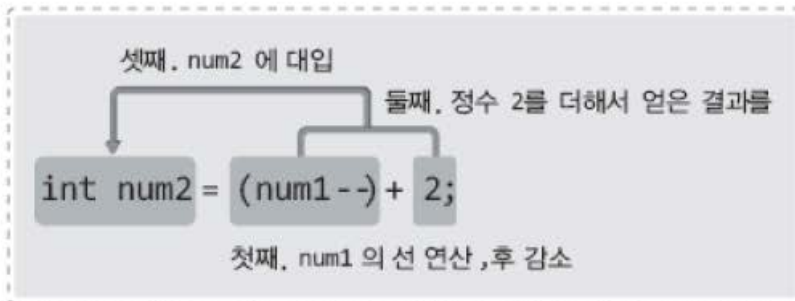 셋째. num2 에 대입
둘째. 정수 2를 더해서 얻은 결과를
int num2 = (num1--) + 2;
첫째. num1 의 선 연산 ,후 감소